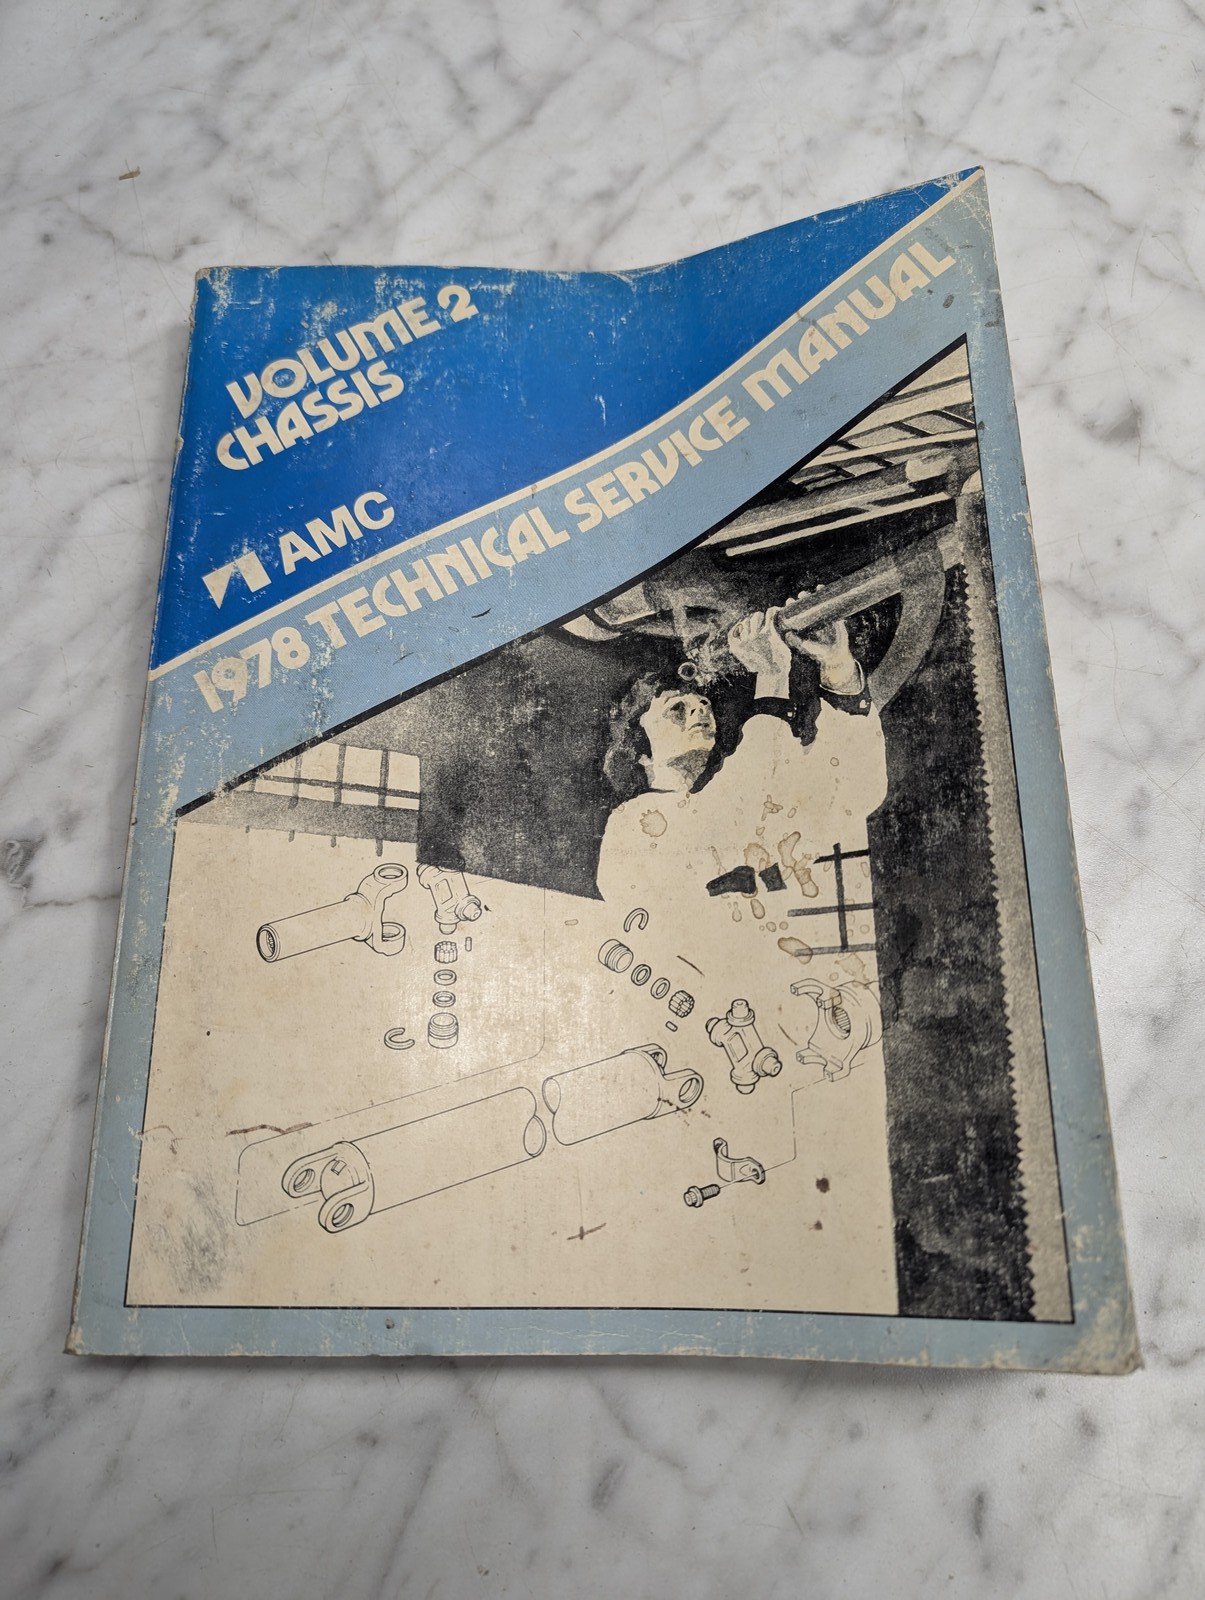 VOLUME 2
CHASSIS
AMC
1978 TECHNICAL SERVICE MANUAL